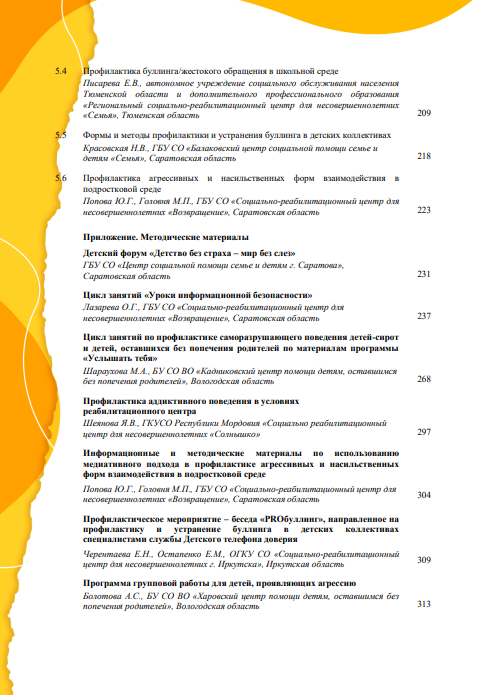 5.4 Профилактика буллинга/жестокого обращения в школьной среде
Писарева Е.В., автономное учреждение социального обслуживания населения
Тюменской области и дополнительного профессионального образования
«Региональный социально-реабилитационный центр для несовершеннолетних
«Семья», Тюменская область 209
5.5 Формы и методы профилактики и устранения буллинга в детских коллективах
Красовская Н.В., ГБУ СО «Балаковский центр социальной помощи семье и
детям «Семья», Саратовская область 218
5.6 Профилактика агрессивных и насильственных форм взаимодействия в
подростковой среде
Попова Ю.Г., Головня М.П., ГБУ СО «Социально-реабилитационный центр для
несовершеннолетних «Возвращение», Саратовская область 223
Приложение. Методические материалы
Детский форум «Детство без страха – мир без слез»
ГБУ СО «Центр социальной помощи семье и детям г. Саратова»,
Саратовская область 231
Цикл занятий «Уроки информационной безопасности»
Лазарева О.Г., ГБУ СО «Социально-реабилитационный центр для
несовершеннолетних «Возвращение», Саратовская область 237
Цикл занятий по профилактике саморазрушающего поведения детей-сирот
и детей, оставшихся без попечения родителей по материалам программы
«Услышать тебя»
Шараухова М.А., БУ СО ВО «Кадниковский центр помощи детям, оставшимся
без попечения родителей», Вологодская область 268
Профилактика аддиктивного поведения в условиях
реабилитационного центра
Шеянова Я.В., ГКУСО Республики Мордовия «Социально реабилитационный
центр для несовершеннолетних «Солнышко» 297
Информационные и методические материалы по использованию
медиативного подхода в профилактике агрессивных и насильственных
форм взаимодействия в подростковой среде
Попова Ю.Г., Головня М.П., ГБУ СО «Социально-реабилитационный центр для
несовершеннолетних «Возвращение», Саратовская область 304
Профилактическое мероприятие – беседа «PROбуллинг», направленное на
профилактику и устранение буллинга в детских коллективах
специалистами службы Детского телефона доверия
Черентаева Е.Н., Остапенко Е.М., ОГКУ СО «Социально-реабилитационный
центр для несовершеннолетних г. Иркутска», Иркутская область 309
Программа групповой работы для детей, проявляющих агрессию
Болотова А.С., БУ СО ВО «Харовский центр помощи детям, оставшимся без
попечения родителей», Вологодская область 313